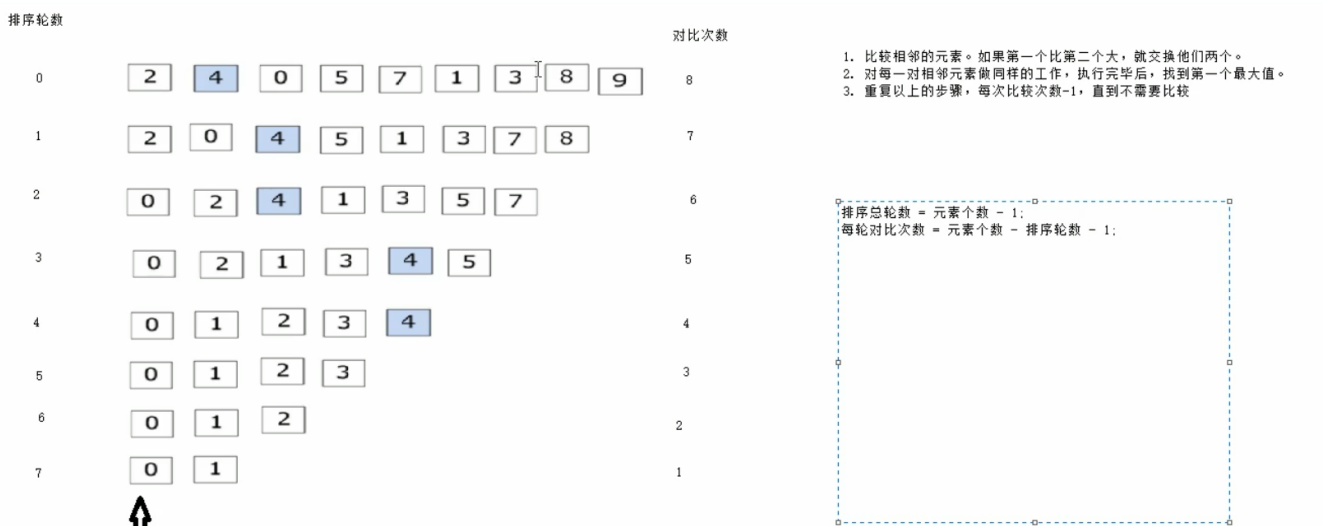 排序轮数
对比次数
0 2 4 0 5 7 1 3 8 9 8
1 2 0 4 5 1 3 7 8 7
2 0 2 4 1 3 5 7 6
3 0 2 1 3 4 5 5
4 0 1 2 3 4 4
5 0 1 2 3 3
6 0 1 2 2
7 0 1 1
1. 比较相邻的元素。如果第一个比第二个大，就交换他们两个。
2. 对每一对相邻元素做同样的工作，执行完毕后，找到第一个最大值。
3. 重复以上的步骤，每次比较次数-1，直到不需要比较
排序总轮数 = 元素个数 - 1;
每轮对比次数 = 元素个数 - 排序轮数 - 1;